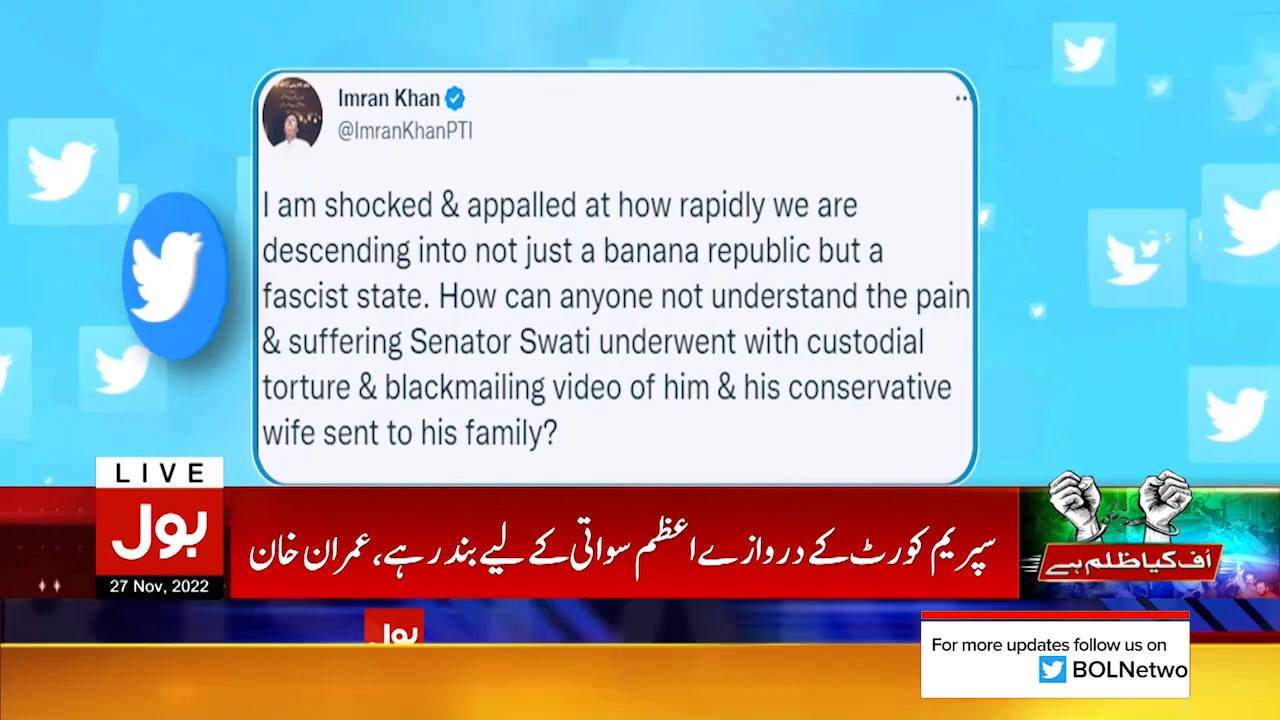 Imran Khan
@ImranKhanPTI
...
I am shocked & appalled at how rapidly we are
descending into not just a banana republic but a
fascist state. How can anyone not understand the pain
& suffering Senator Swati underwent with custodial
torture & blackmailing video of him & his conservative
wife sent to his family?
LIVE
بول
27 Nov, 2022
سپریم کورٹ کے دروازے اعظم سواتی کے لیے بند رہے، عمران خان
اُف کیا ظلم ہے
بول
For more updates follow us on
BOLNetwo